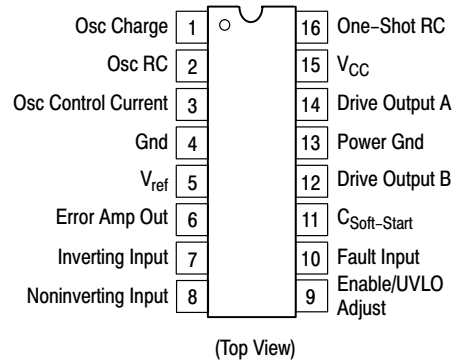 Osc Charge 1 16 One–Shot RC
Osc RC 2 15 VCC
Osc Control Current 3 14 Drive Output A
Gnd 4 13 Power Gnd
Vref 5 12 Drive Output B
Error Amp Out 6 11 CSoft–Start
Inverting Input 7 10 Fault Input
Noninverting Input 8 9 Enable/UVLO
Adjust
(Top View)